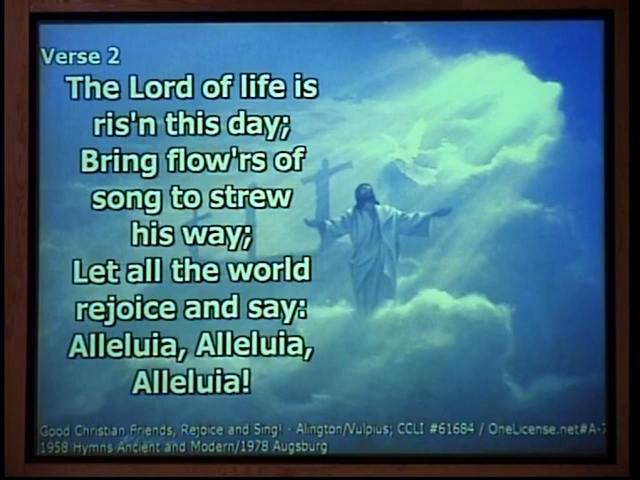 Verse 2
The Lord of life is
ris'n this day;
Bring flow'rs of
song to strew
his way;
Let all the world
rejoice and say:
Alleluia, Alleluia,
Alleluia!
Good Christian Friends, Rejoice and Sing! - Alington/Vulpius; CCLI #61684 / OneLicense.net#A-7
1958 Hymns Ancient and Modern/1978 Augsburg